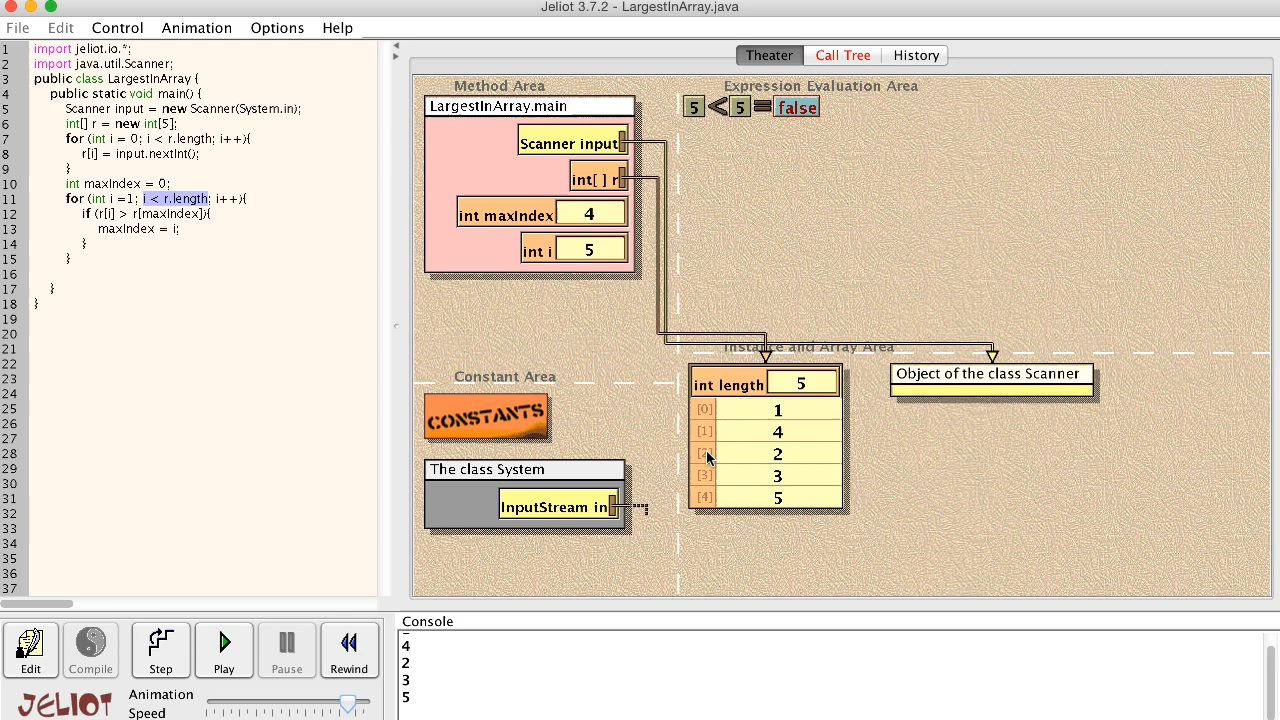 Jeliot 3.7.2 - LargestInArray.java
File Edit Control Animation Options Help
1 import jeliot.io.*;
2 import java.util.Scanner;
3 public class LargestInArray {
4 public static void main() {
5 Scanner input = new Scanner(System.in);
6 int[] r = new int[5];
7 for (int i = 0; i < r.length; i++){
8 r[i] = input.nextInt();
9 }
10 int maxIndex = 0;
11 for (int i =1; i < r.length; i++){
12 if (r[i] > r[maxIndex]){
13 maxIndex = i;
14 }
15 }
16
17 }
18 }
19
20
21
22
23
24
25
26
27
28
29
30
31
32
33
34
35
36
37
Theater Call Tree History
Method Area
LargestInArray.main
Scanner input
int[ ] r
int maxIndex 4
int i 5
Expression Evaluation Area
5 < 5 = false
Constant Area
CONSTANTS
The class System
InputStream in
Instance and Array Area
int length 5
[0] 1
[1] 4
[2] 2
[3] 3
[4] 5
Object of the class Scanner
Edit Compile Step Play Pause Rewind
JELIOT
Animation
Speed
Console
4
2
3
5